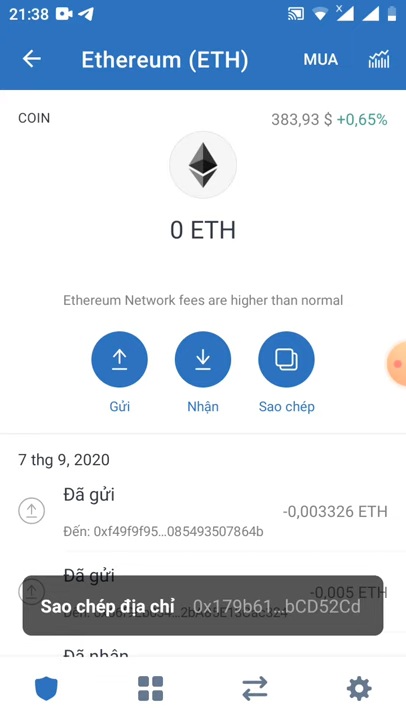 21:38
Ethereum (ETH)
MUA
COIN
383,93 $ +0,65%
0 ETH
Ethereum Network fees are higher than normal
Gửi
Nhận
Sao chép
7 thg 9, 2020
Đã gửi
-0,003326 ETH
Đến: 0xf49f9f95...085493507864b
Đã gửi
-0,005 ETH
Sao chép địa chỉ 0x179b61...bCD52Cd
Đã nhận